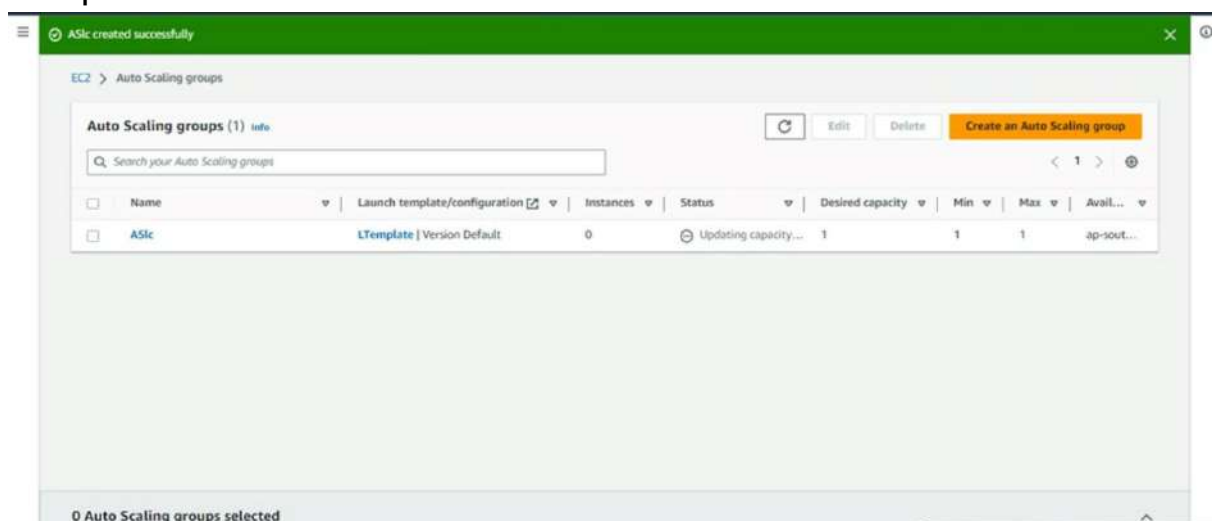 ASlc created successfully
EC2 > Auto Scaling groups
Auto Scaling groups (1) Info
Edit
Delete
Create an Auto Scaling group
Search your Auto Scaling groups
< 1 >
Name
Launch template/configuration
Instances
Status
Desired capacity
Min
Max
Avail...
ASlc
LTemplate | Version Default
0
Updating capacity...
1
1
1
ap-sout...
0 Auto Scaling groups selected